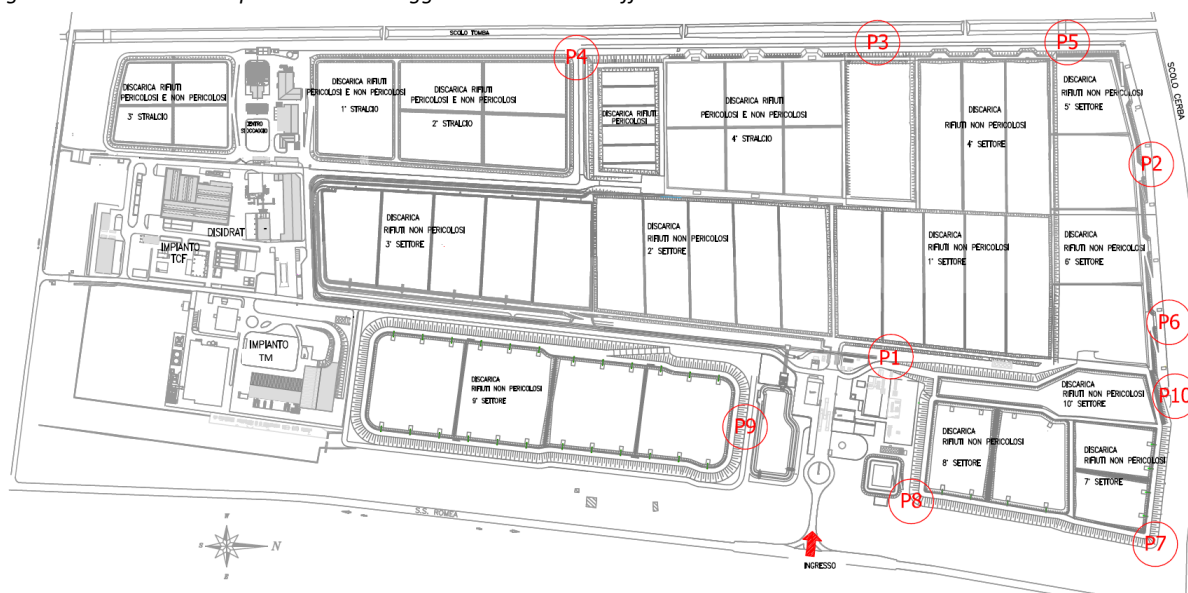 SCOLO TOMBA
P4
P3
P5
SCOLO CERBA
DISCARICA RIFIUTI
PERICOLOSI E NON PERICOLOSI
3° STRALCIO
CENTRO
STOCCAGGIO
DISCARICA RIFIUTI
PERICOLOSI E NON PERICOLOSI
1° STRALCIO
DISCARICA RIFIUTI
PERICOLOSI E NON PERICOLOSI
2° STRALCIO
DISCARICA RIFIUTI
PERICOLOSI
DISCARICA RIFIUTI
PERICOLOSI E NON PERICOLOSI
4° STRALCIO
DISCARICA
RIFIUTI NON PERICOLOSI
4° SETTORE
DISCARICA
RIFIUTI NON PERICOLOSI
5° SETTORE
P2
DISIDRAT
IMPIANTO
TCF
DISCARICA
RIFIUTI NON PERICOLOSI
3° SETTORE
DISCARICA
RIFIUTI NON PERICOLOSI
2° SETTORE
DISCARICA
RIFIUTI NON PERICOLOSI
1° SETTORE
DISCARICA
RIFIUTI NON PERICOLOSI
6° SETTORE
P6
IMPIANTO
TM
P1
DISCARICA
RIFIUTI NON PERICOLOSI
9° SETTORE
DISCARICA
RIFIUTI NON PERICOLOSI
10° SETTORE
P10
P9
DISCARICA
RIFIUTI NON PERICOLOSI
8° SETTORE
DISCARICA
RIFIUTI NON PERICOLOSI
7° SETTORE
P8
P7
S.S. ROMEA
N
INGRESSO